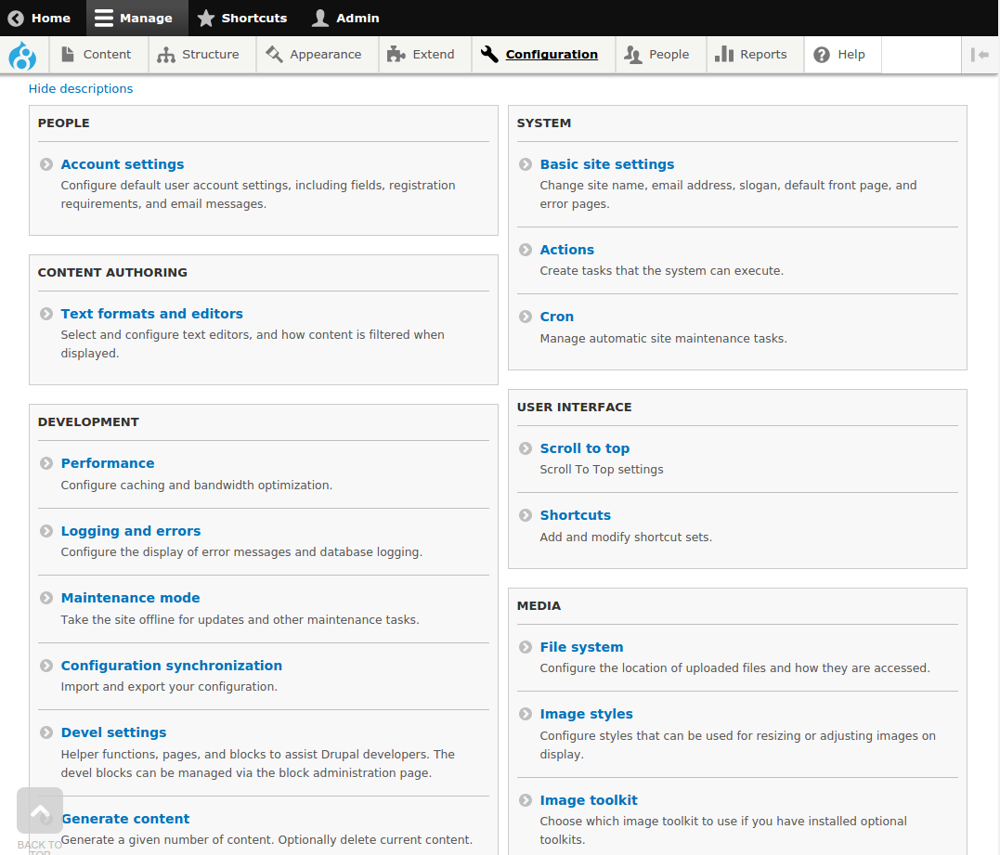 Home Manage Shortcuts Admin
Content Structure Appearance Extend Configuration People Reports Help
Hide descriptions
PEOPLE
Account settings
Configure default user account settings, including fields, registration
requirements, and email messages.
CONTENT AUTHORING
Text formats and editors
Select and configure text editors, and how content is filtered when
displayed.
DEVELOPMENT
Performance
Configure caching and bandwidth optimization.
Logging and errors
Configure the display of error messages and database logging.
Maintenance mode
Take the site offline for updates and other maintenance tasks.
Configuration synchronization
Import and export your configuration.
Devel settings
Helper functions, pages, and blocks to assist Drupal developers. The
devel blocks can be managed via the block administration page.
Generate content
Generate a given number of content. Optionally delete current content.
BACK TO
TOP
SYSTEM
Basic site settings
Change site name, email address, slogan, default front page, and
error pages.
Actions
Create tasks that the system can execute.
Cron
Manage automatic site maintenance tasks.
USER INTERFACE
Scroll to top
Scroll To Top settings
Shortcuts
Add and modify shortcut sets.
MEDIA
File system
Configure the location of uploaded files and how they are accessed.
Image styles
Configure styles that can be used for resizing or adjusting images on
display.
Image toolkit
Choose which image toolkit to use if you have installed optional
toolkits.